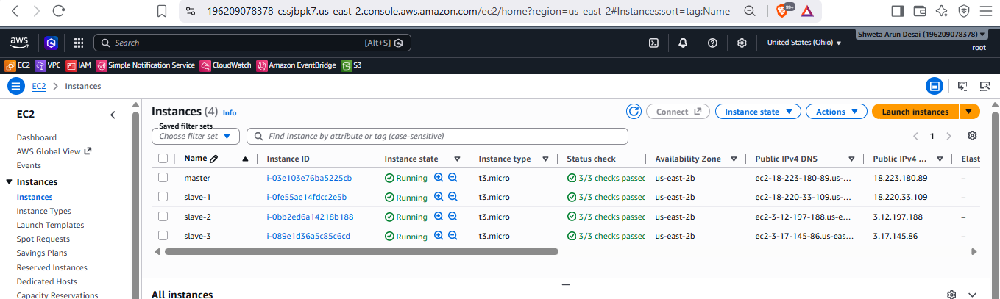 196209078378-cssjbpk7.us-east-2.console.aws.amazon.com/ec2/home?region=us-east-2#Instances:sort=tag:Name
99+
aws
Search
[Alt+S]
United States (Ohio)
Shweta Arun Desai (196209078378)
root
EC2 VPC IAM Simple Notification Service CloudWatch Amazon EventBridge S3
EC2 Instances
EC2
Dashboard
AWS Global View
Events
Instances
Instances
Instance Types
Launch Templates
Spot Requests
Savings Plans
Reserved Instances
Dedicated Hosts
Capacity Reservations
Instances (4) Info
Connect
Instance state
Actions
Launch instances
Saved filter sets
Choose filter set
Find Instance by attribute or tag (case-sensitive)
1
Name Instance ID Instance state Instance type Status check Availability Zone Public IPv4 DNS Public IPv4 ... Elast
master i-03e103e76ba5225cb Running t3.micro 3/3 checks passed us-east-2b ec2-18-223-180-89.us-... 18.223.180.89 –
slave-1 i-0fe55ae14fdcc2e5b Running t3.micro 3/3 checks passed us-east-2b ec2-18-220-33-109.us-... 18.220.33.109 –
slave-2 i-0bb2ed6a14218b188 Running t3.micro 3/3 checks passed us-east-2b ec2-3-12-197-188.us-e... 3.12.197.188 –
slave-3 i-089e1d36a5c85c6cd Running t3.micro 3/3 checks passed us-east-2b ec2-3-17-145-86.us-eas... 3.17.145.86 –
All instances